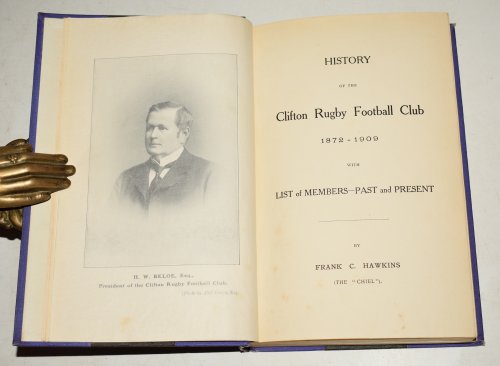 H. W. BELOE, Esq.,
President of the Clifton Rugby Football Club.
HISTORY
OF THE
Clifton Rugby Football Club
1872 - 1909
WITH
LIST of MEMBERS—PAST and PRESENT
BY
FRANK C. HAWKINS
(THE "CHIEL").